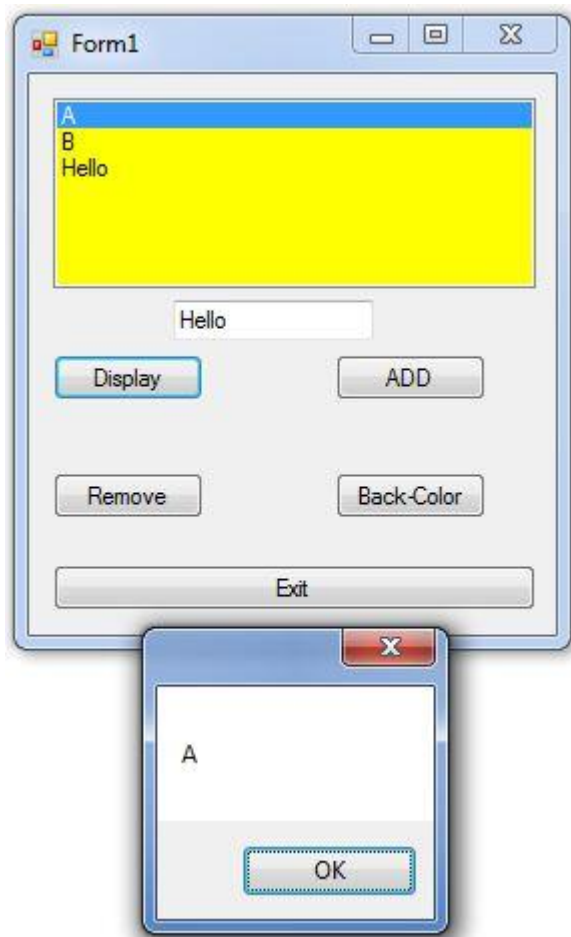 Form1
A
B
Hello
Hello
Display ADD
Remove Back-Color
Exit
A
OK